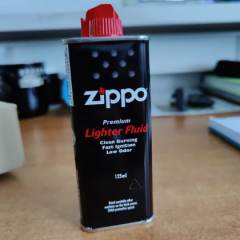 zippo
Premium
Lighter Fluid
Clean Burning
Fast Ignition
Low Odor
125ml